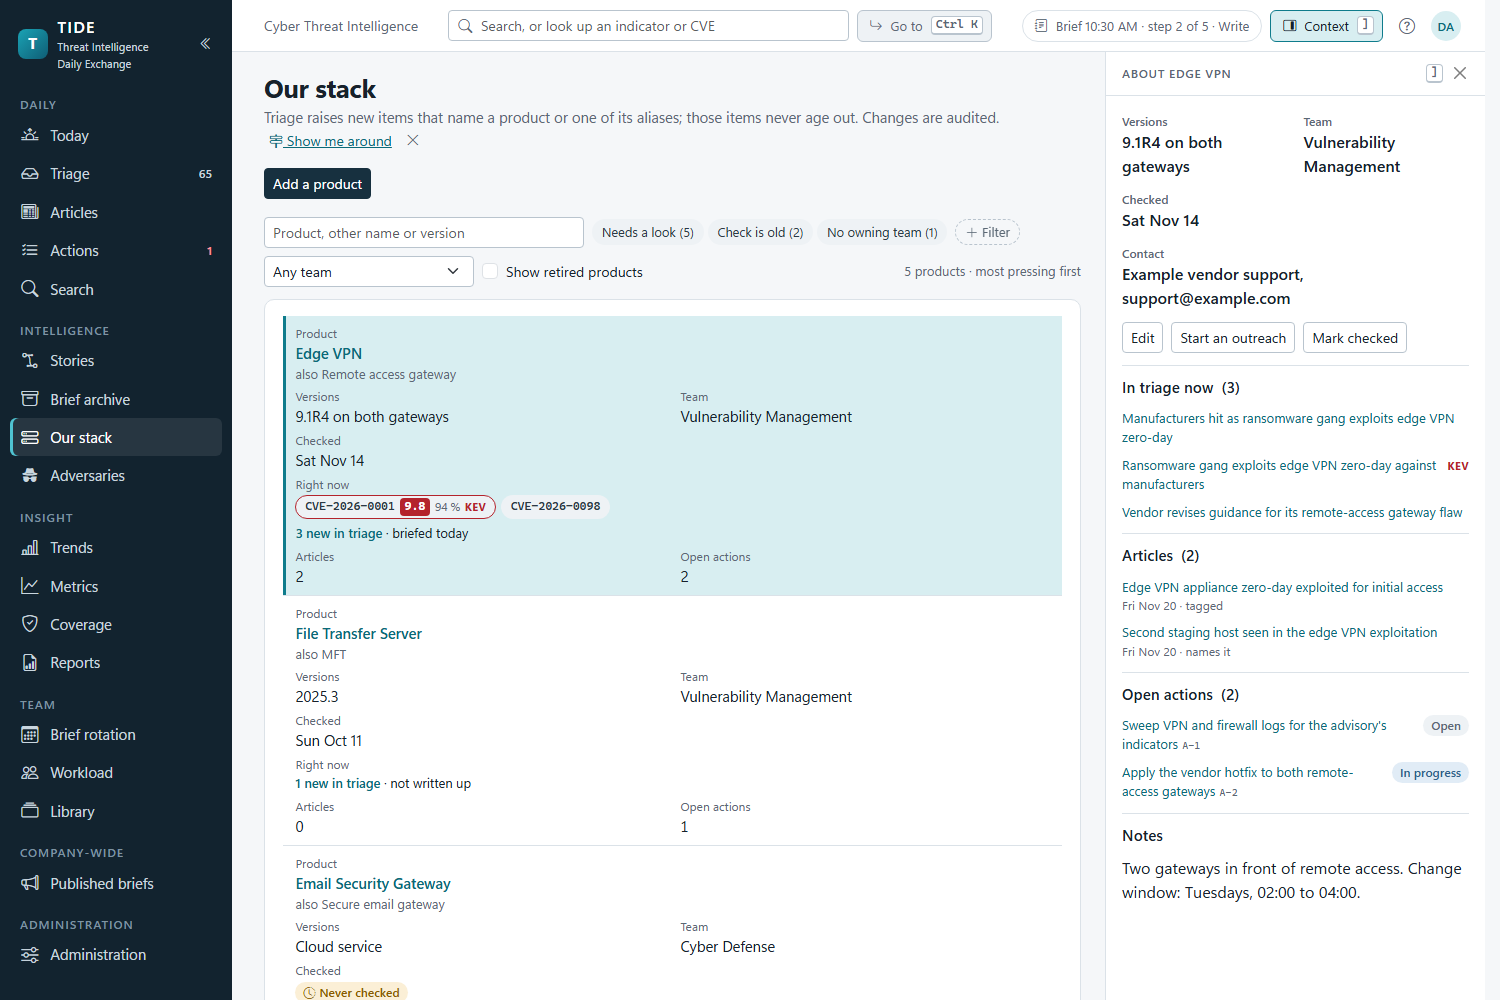 T
TIDE
Threat Intelligence
Daily Exchange
DAILY
Today
Triage 65
Articles
Actions 1
Search
INTELLIGENCE
Stories
Brief archive
Our stack
Adversaries
INSIGHT
Trends
Metrics
Coverage
Reports
TEAM
Brief rotation
Workload
Library
COMPANY-WIDE
Published briefs
ADMINISTRATION
Administration
Cyber Threat Intelligence
Search, or look up an indicator or CVE
Go to Ctrl K
Brief 10:30 AM · step 2 of 5 · Write
Context ]
?
DA
Our stack
Triage raises new items that name a product or one of its aliases; those items never age out. Changes are audited.
Show me around
Add a product
Product, other name or version
Needs a look (5)
Check is old (2)
No owning team (1)
+ Filter
Any team
Show retired products
5 products · most pressing first
Product
Edge VPN
also Remote access gateway
Versions
9.1R4 on both gateways
Team
Vulnerability Management
Checked
Sat Nov 14
Right now
CVE-2026-0001 9.8 94 % KEV
CVE-2026-0098
3 new in triage · briefed today
Articles
2
Open actions
2
Product
File Transfer Server
also MFT
Versions
2025.3
Team
Vulnerability Management
Checked
Sun Oct 11
Right now
1 new in triage · not written up
Articles
0
Open actions
1
Product
Email Security Gateway
also Secure email gateway
Versions
Cloud service
Team
Cyber Defense
Checked
Never checked
ABOUT EDGE VPN
]
Versions
9.1R4 on both
gateways
Team
Vulnerability
Management
Checked
Sat Nov 14
Contact
Example vendor support,
support@example.com
Edit
Start an outreach
Mark checked
In triage now (3)
Manufacturers hit as ransomware gang exploits edge VPN
zero-day
Ransomware gang exploits edge VPN zero-day against KEV
manufacturers
Vendor revises guidance for its remote-access gateway flaw
Articles (2)
Edge VPN appliance zero-day exploited for initial access
Fri Nov 20 · tagged
Second staging host seen in the edge VPN exploitation
Fri Nov 20 · names it
Open actions (2)
Sweep VPN and firewall logs for the advisory's Open
indicators A-1
Apply the vendor hotfix to both remote- In progress
access gateways A-2
Notes
Two gateways in front of remote access. Change
window: Tuesdays, 02:00 to 04:00.